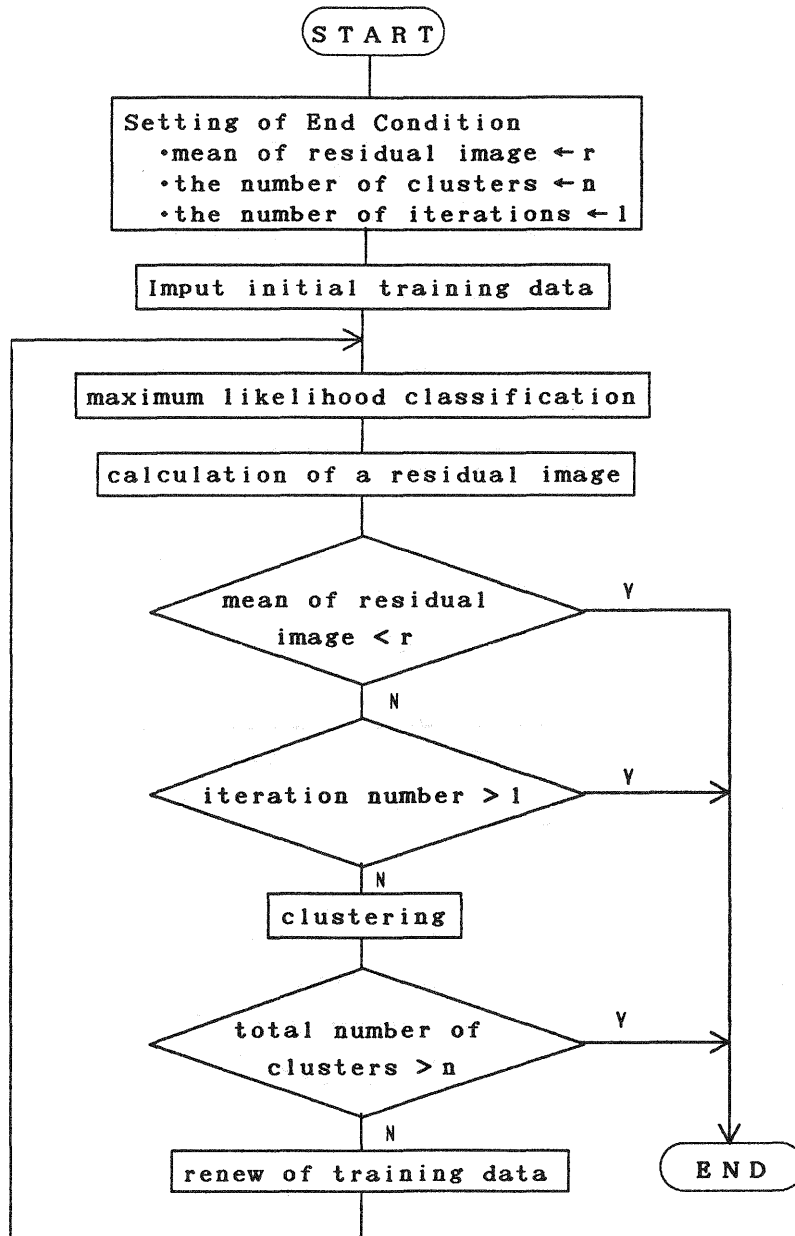 START
Setting of End Condition
・mean of residual image ← r
・the number of clusters ← n
・the number of iterations ← l
Imput initial training data
maximum likelihood classification
calculation of a residual image
mean of residual
image < r
Y
N
iteration number > l
Y
N
clustering
total number of
clusters > n
Y
N
renew of training data
END